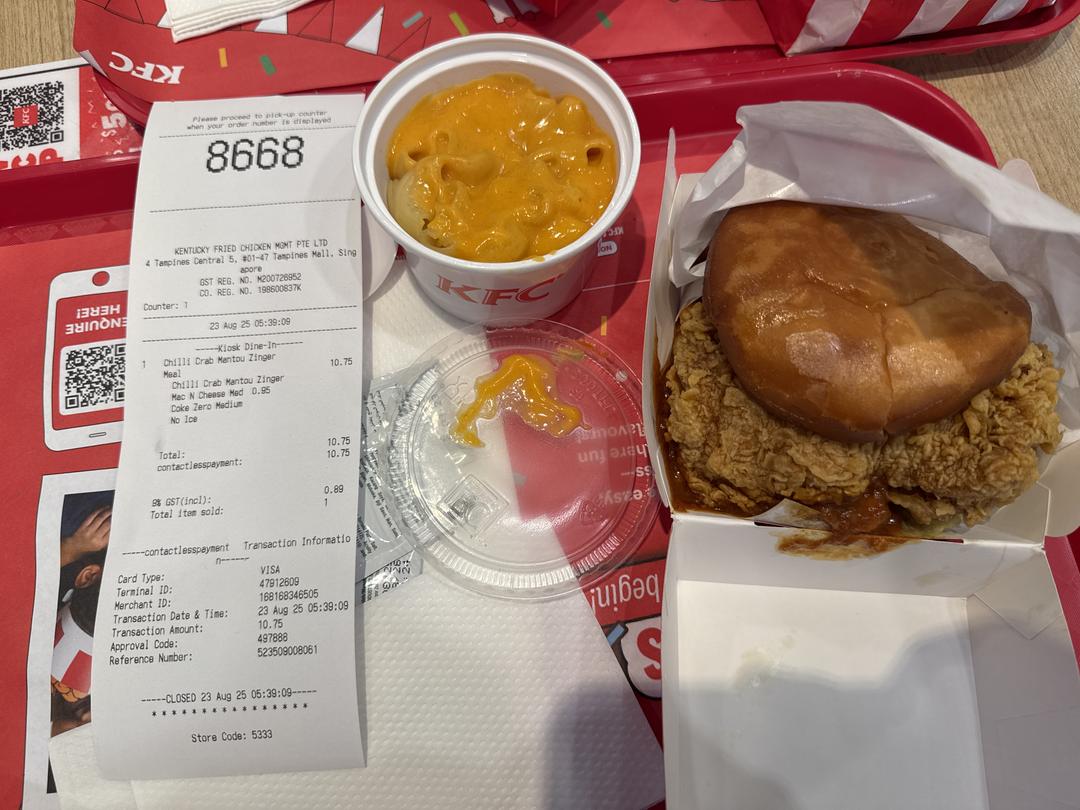 KFC
Please proceed to pick-up counter
when your order number is displayed
8668
KENTUCKY FRIED CHICKEN MGMT PTE LTD
4 Tampines Central 5, #01-47 Tampines Mall, Sing
apore
GST REG. NO. M200726952
CO. REG. NO. 198600837K
Counter: 1
23 Aug 25 05:39:09
-----Kiosk Dine-In------
1 Chilli Crab Mantou Zinger 10.75
Meal
Chilli Crab Mantou Zinger
Mac N Cheese Med 0.95
Coke Zero Medium
No Ice
10.75
Total: 10.75
contactlesspayment:
9% GST(incl): 0.89
Total item sold: 1
-----contactlesspayment Transaction Informatio
n------
Card Type: VISA
Terminal ID: 47912609
Merchant ID: 168168346505
Transaction Date & Time: 23 Aug 25 05:39:09
Transaction Amount: 10.75
Approval Code: 497888
Reference Number: 523509008061
-----CLOSED 23 Aug 25 05:39:09-----
* * * * * * * * * * * * * * *
Store Code: 5333
KFC
ENQUIRE
HERE!
begin!